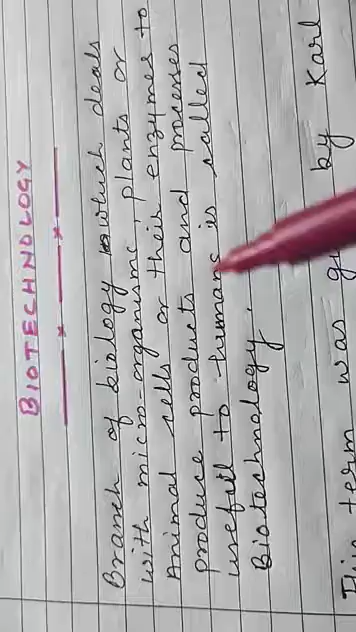 BIOTECHNOLOGY
Branch of biology which deals
with micro-organisms, plants or
Animal cells or their enzymes to
produce products and processes
useful to humans is called
Biotechnology.
This term was by Karl